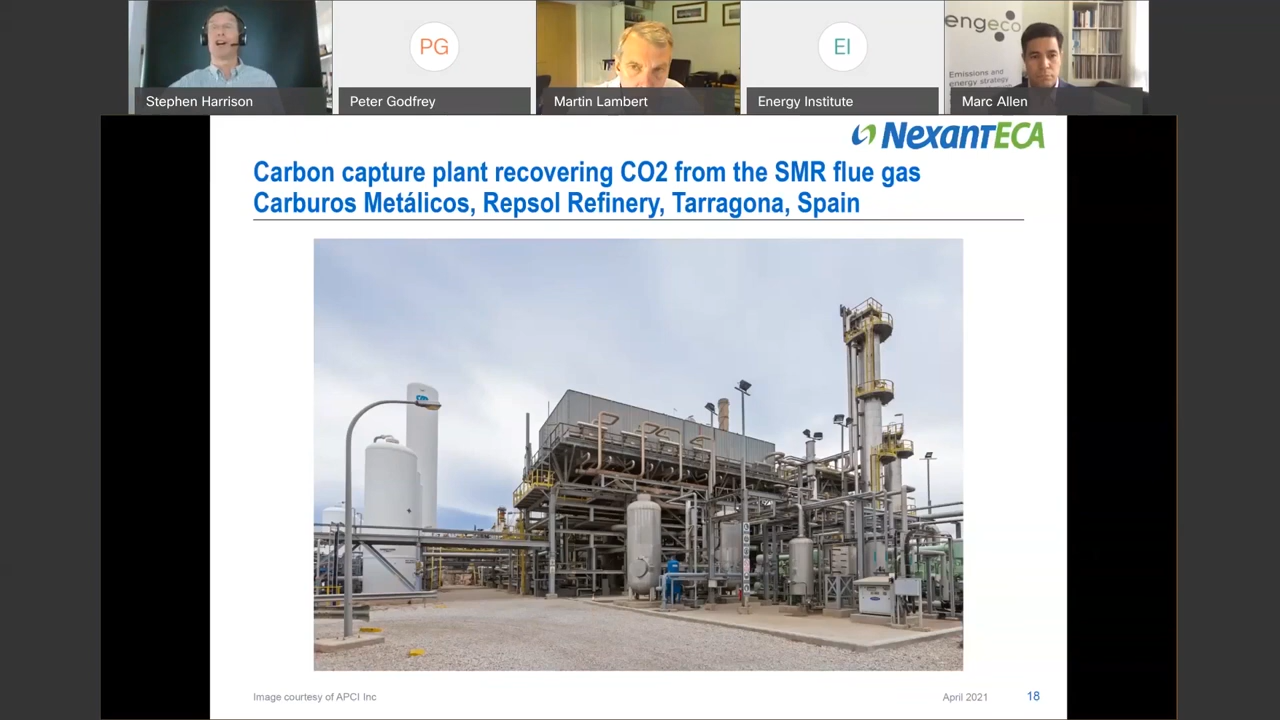 engeco
Emissions and
energy strategy
PG
EI
Stephen Harrison
Peter Godfrey
Martin Lambert
Energy Institute
Marc Allen
NexantECA
Carbon capture plant recovering CO2 from the SMR flue gas
Carburos Metálicos, Repsol Refinery, Tarragona, Spain
Image courtesy of APCI Inc
April 2021
18